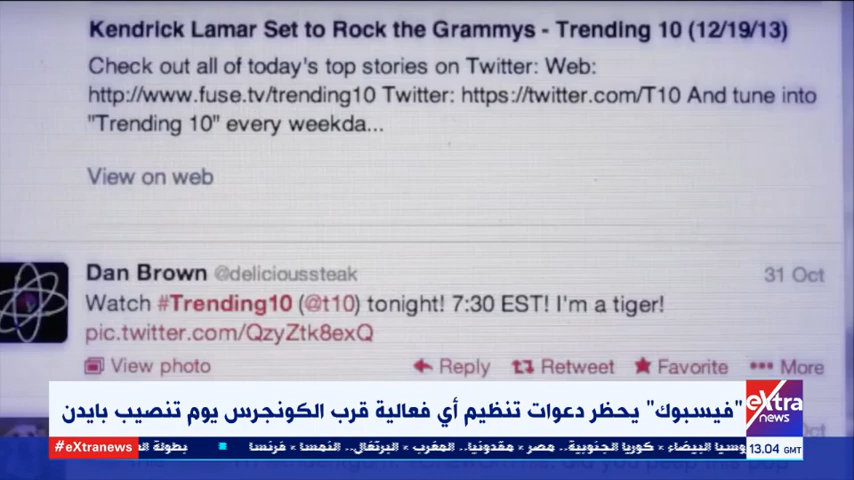 Kendrick Lamar Set to Rock the Grammys - Trending 10 (12/19/13)
Check out all of today's top stories on Twitter: Web:
http://www.fuse.tv/trending10 Twitter: https://twitter.com/T10 And tune into
"Trending 10" every weekda...
View on web
Dan Brown @delicioussteak 31 Oct
Watch #Trending10 (@t10) tonight! 7:30 EST! I'm a tiger!
pic.twitter.com/QzyZtk8exQ
View photo Reply Retweet Favorite More
"فيسبوك" يحظر دعوات تنظيم أي فعالية قرب الكونجرس يوم تنصيب بايدن
eXtra news
#eXtranews
وسيا البيضاء × كوريا الجنوبية.. مصر × مقدونيا.. المغرب × البرتغال.. النمسا × فرنسا
بطولة ال
13.04 GMT